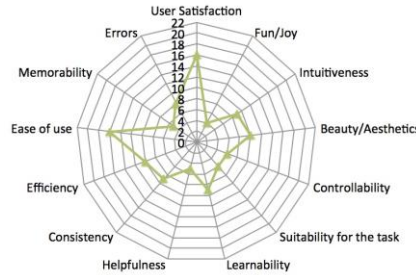 User Satisfaction
Errors
Fun/Joy
Memorability
Intuitiveness
Ease of use
Beauty/Aesthetics
Efficiency
Controllability
Consistency
Suitability for the task
Helpfulness
Learnability
22
20
18
16
14
12
10
8
6
4
2
0